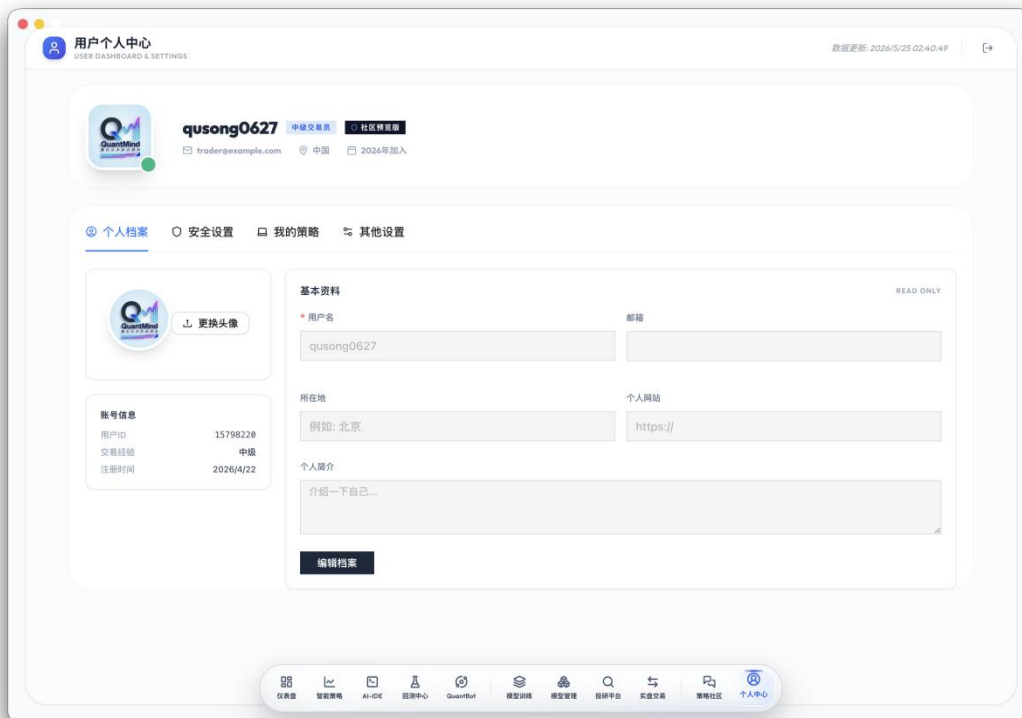 用户个人中心
USER DASHBOARD & SETTINGS
数据更新: 2026/5/25 02:40:49
QuantMind
qusong0627 中级交易员 社区预览版
trader@example.com 中国 2026年加入
个人档案 安全设置 我的策略 其他设置
QuantMind
更换头像
账号信息
用户ID 15798220
交易经验 中级
注册时间 2026/4/22
基本资料 READ ONLY
* 用户名 邮箱
qusong0627
所在地 个人网站
例如: 北京 https://
个人简介
介绍一下自己...
编辑档案
仪表盘 智能策略 AI-IDE 回测中心 QuantBot 模型训练 模型管理 投研平台 实盘交易 策略社区 个人中心